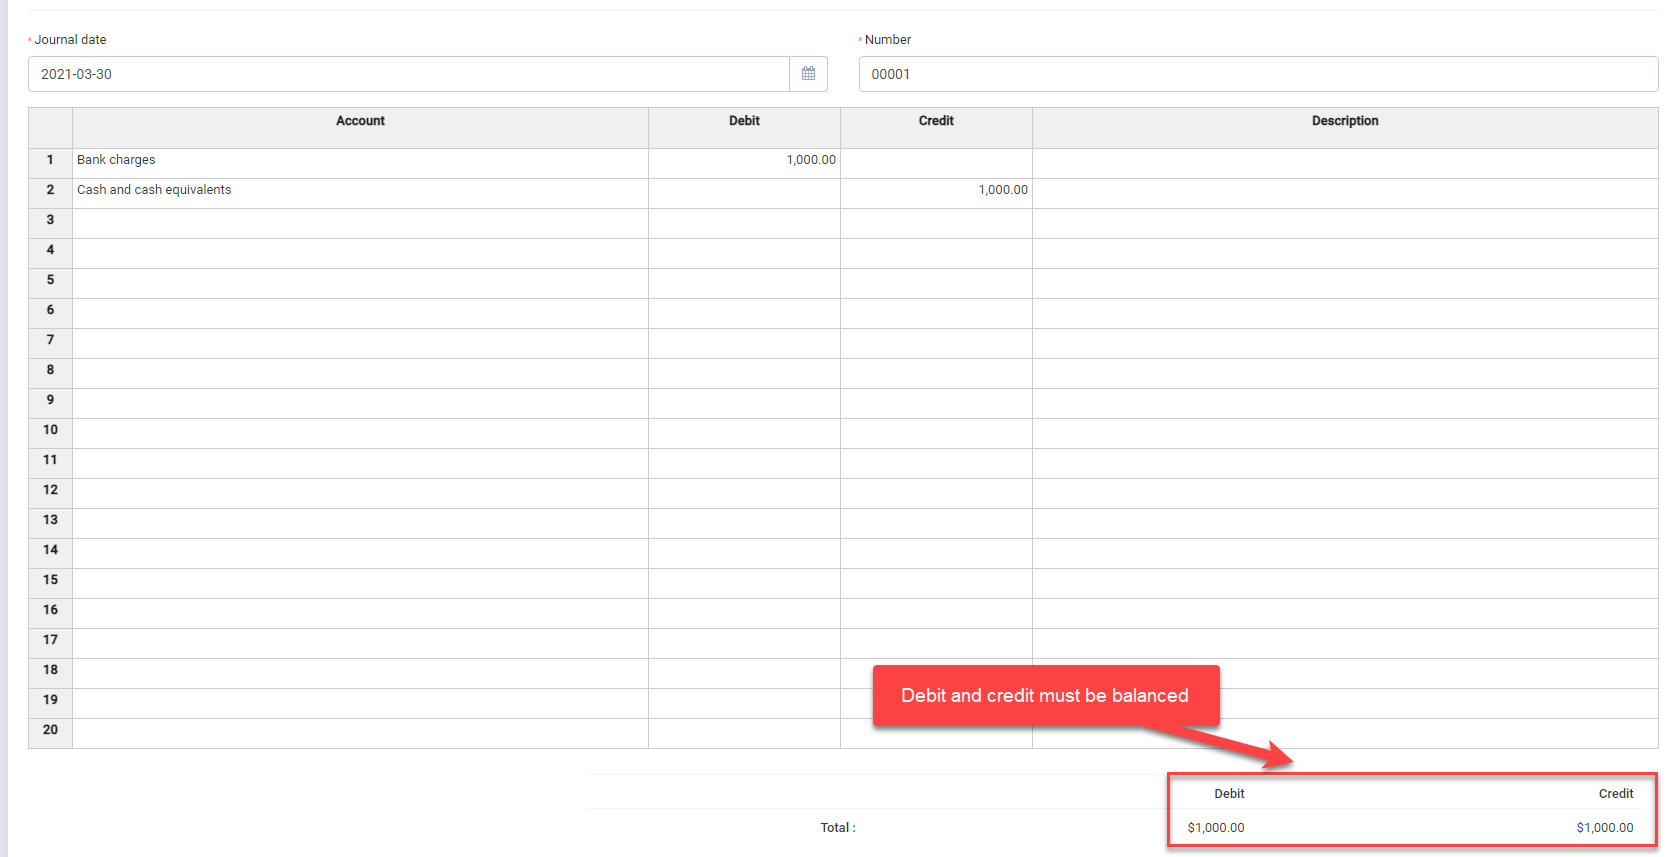 * Journal date * Number
2021-03-30 00001
Account Debit Credit Description
1 Bank charges 1,000.00
2 Cash and cash equivalents 1,000.00
3
4
5
6
7
8
9
10
11
12
13
14
15
16
17
18
19
20
Debit and credit must be balanced
Debit Credit
Total : $1,000.00 $1,000.00